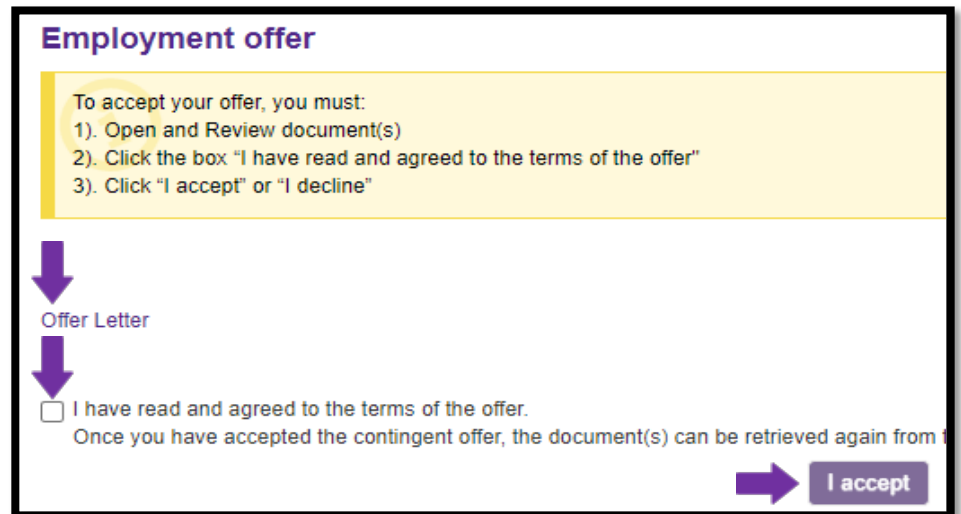 Employment offer
To accept your offer, you must:
1). Open and Review document(s)
2). Click the box “I have read and agreed to the terms of the offer"
3). Click “I accept” or “I decline”
Offer Letter
I have read and agreed to the terms of the offer.
Once you have accepted the contingent offer, the document(s) can be retrieved again from
I accept